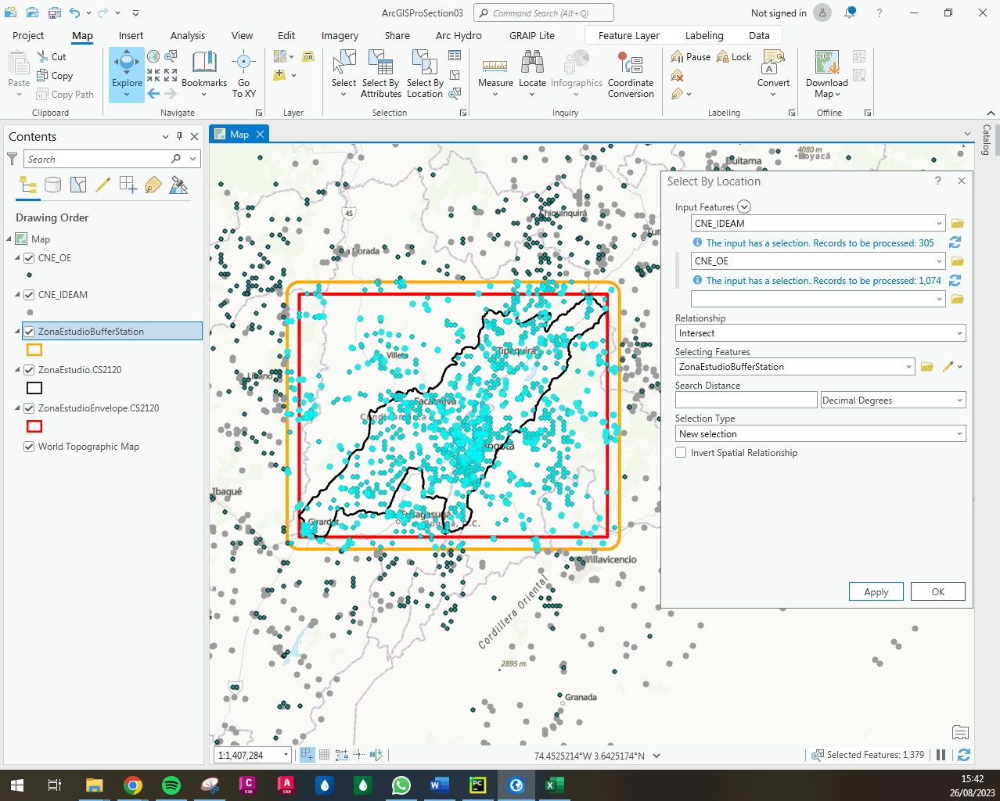 ArcGISProSection03
Command Search (Alt+Q)
Not signed in
?
Project
Map
Insert
Analysis
View
Edit
Imagery
Share
Arc Hydro
GRAIP Lite
Feature Layer
Labeling
Data
Paste
Cut
Copy
Copy Path
Clipboard
Explore
Bookmarks
Go To XY
Navigate
Layer
Select
Select By Attributes
Select By Location
Selection
Measure
Locate
Infographics
Coordinate Conversion
Inquiry
Pause
Lock
Convert
Labeling
Download Map
Offline
Contents
Search
Drawing Order
Map
CNE_OE
CNE_IDEAM
ZonaEstudioBufferStation
ZonaEstudio.CS2120
ZonaEstudioEnvelope.CS2120
World Topographic Map
Map
Catalog
4080 m
Boyacá
Duitama
Chiquinquirá
45
La Dorada
Villeta
Zipaquirá
Líbano
Facatativá
Cundinamarca
Bogotá
Ibagué
Girardot
Fusagasugá
Bogotá, D.C.
Villavicencio
Cordillera Oriental
2895 m
Granada
Select By Location
?
Input Features
CNE_IDEAM
The input has a selection. Records to be processed: 305
CNE_OE
The input has a selection. Records to be processed: 1,074
Relationship
Intersect
Selecting Features
ZonaEstudioBufferStation
Search Distance
Decimal Degrees
Selection Type
New selection
Invert Spatial Relationship
Apply
OK
1:1,407,284
74.4525214°W 3.6425174°N
Selected Features: 1,379
15:42
26/08/2023